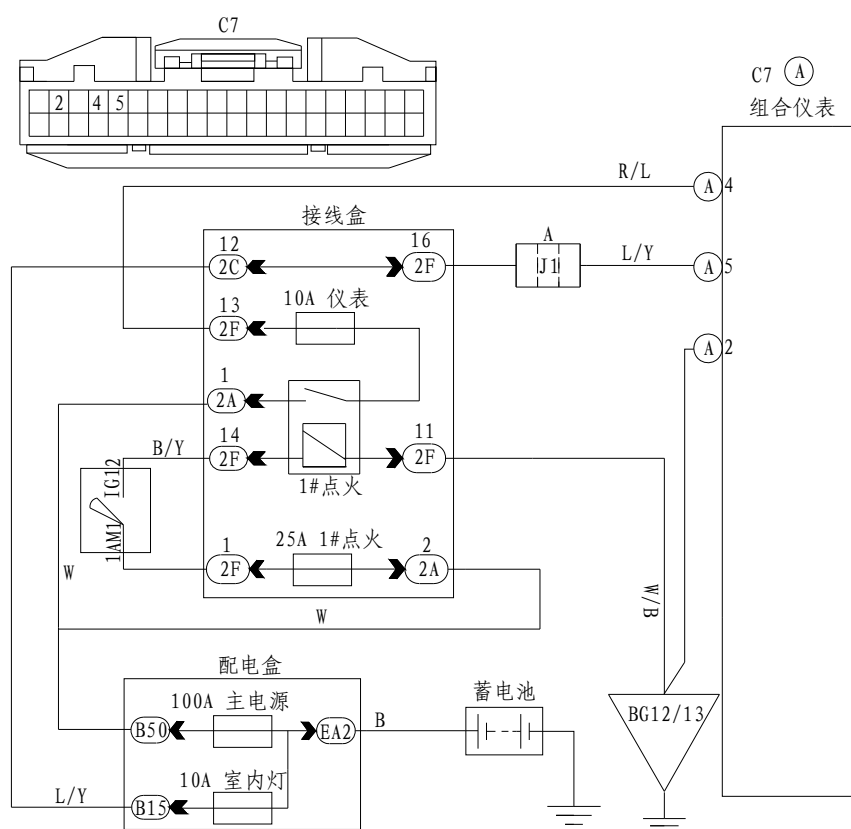 C7
2 4 5
C7 A
组合仪表
R/L
A 4
接线盒
12
2C
16
2F
A
J1
L/Y
A 5
13
2F
10A 仪表
A 2
1
2A
B/Y
14
2F
11
2F
1#点火
IG12
1AM1
1
2F
25A 1#点火
2
2A
W
W
W/B
配电盒
100A 主电源
B50
EA2
B
蓄电池
BG12/13
10A 室内灯
L/Y
B15